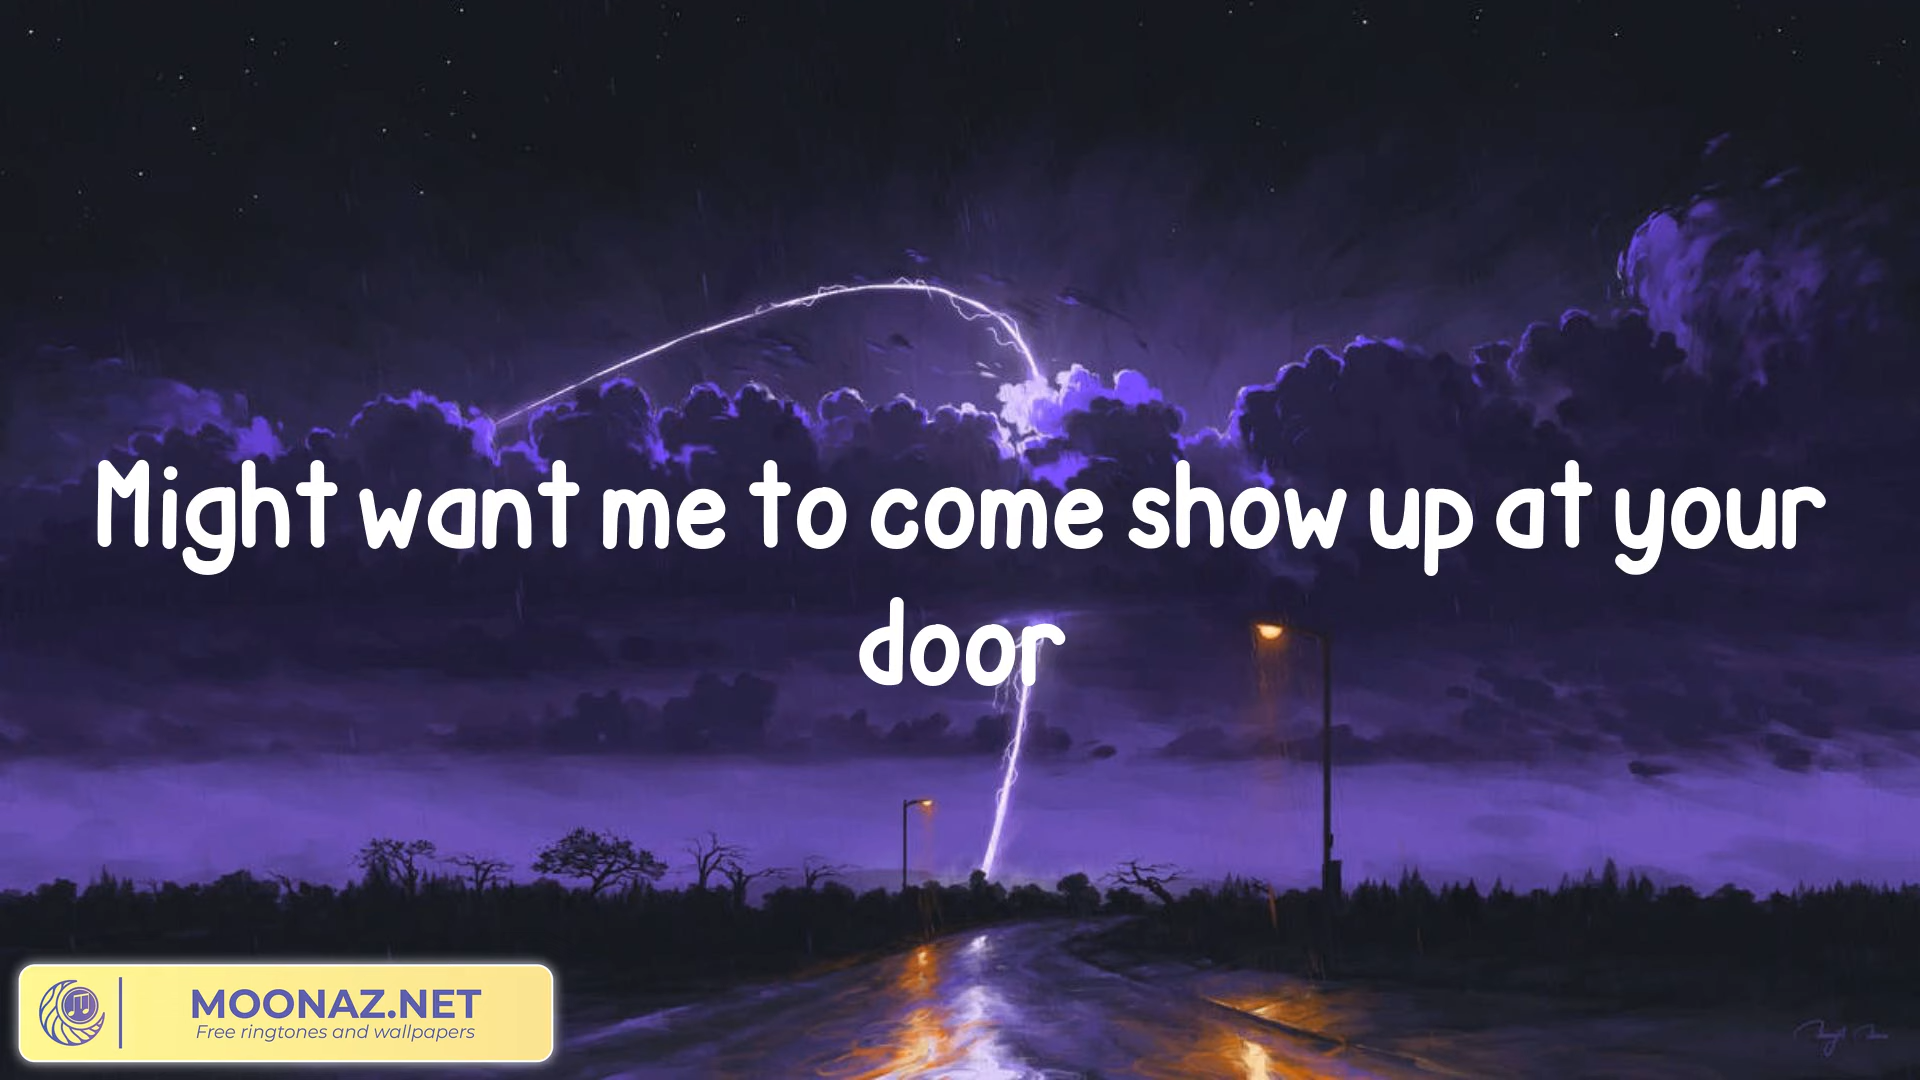 Might want me to come show up at your
door
MOONAZ.NET
Free ringtones and wallpapers